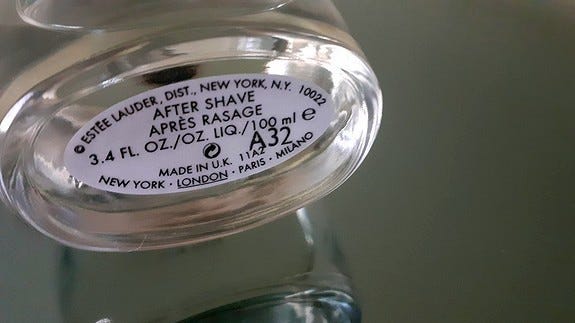 © ESTĒE LAUDER, DIST., NEW YORK, N.Y. 10022
AFTER SHAVE
APRÈS RASAGE
3.4 FL. OZ./OZ. LIQ./100 ml ℮
A32
MADE IN U.K. 11AZ
NEW YORK · LONDON · PARIS · MILANO